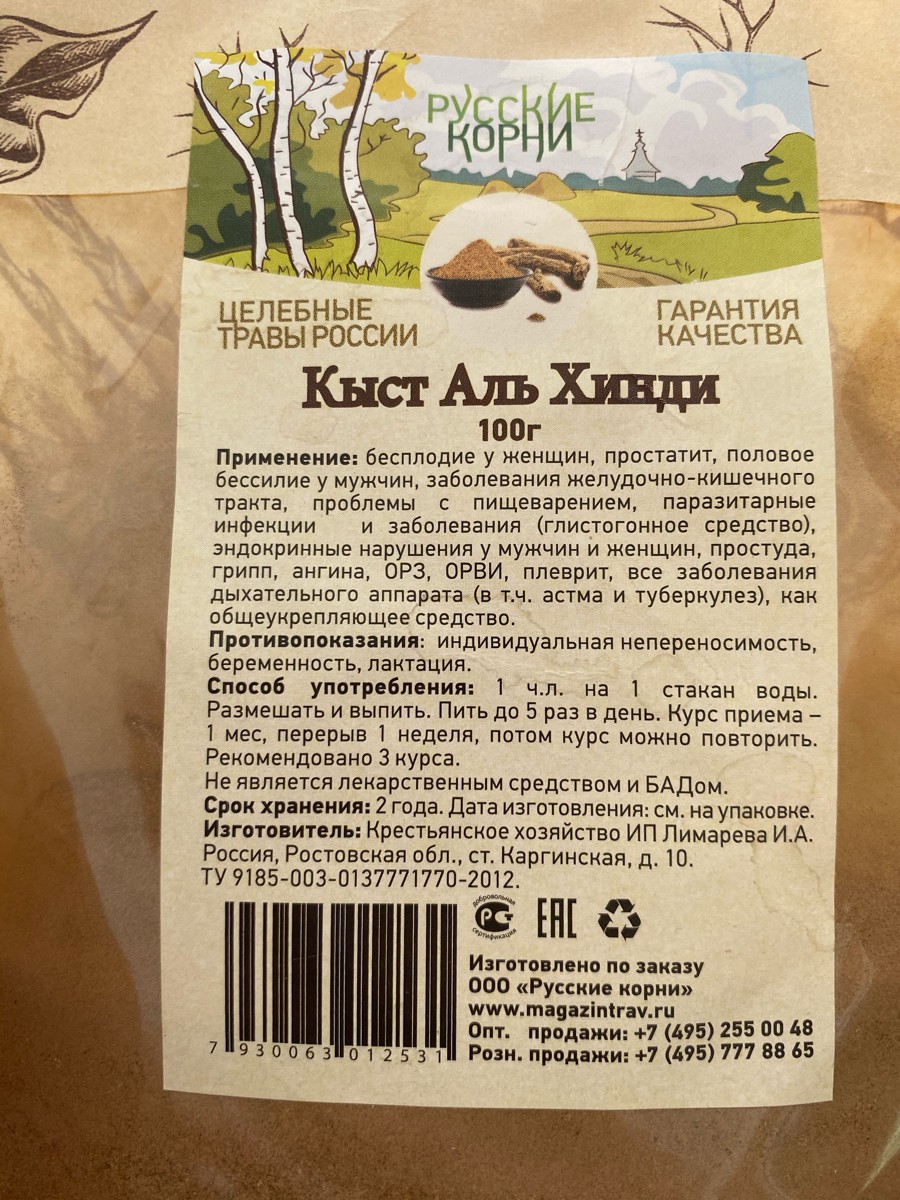 РУССКИЕ
КОРНИ
ЦЕЛЕБНЫЕ
ТРАВЫ РОССИИ
ГАРАНТИЯ
КАЧЕСТВА
Кыст Аль Хинди
100г
Применение: бесплодие у женщин, простатит, половое
бессилие у мужчин, заболевания желудочно-кишечного
тракта, проблемы с пищеварением, паразитарные
инфекции и заболевания (глистогонное средство),
эндокринные нарушения у мужчин и женщин, простуда,
грипп, ангина, ОРЗ, ОРВИ, плеврит, все заболевания
дыхательного аппарата (в т.ч. астма и туберкулез), как
общеукрепляющее средство.
Противопоказания: индивидуальная непереносимость,
беременность, лактация.
Способ употребления: 1 ч.л. на 1 стакан воды.
Размешать и выпить. Пить до 5 раз в день. Курс приема –
1 мес, перерыв 1 неделя, потом курс можно повторить.
Рекомендовано 3 курса.
Не является лекарственным средством и БАДом.
Срок хранения: 2 года. Дата изготовления: см. на упаковке.
Изготовитель: Крестьянское хозяйство ИП Лимарева И.А.
Россия, Ростовская обл., ст. Каргинская, д. 10.
ТУ 9185-003-0137771770-2012.
добровольная
РСТ
сертификация
ЕАС
Изготовлено по заказу
ООО «Русские корни»
www.magazintrav.ru
Опт. продажи: +7 (495) 255 00 48
Розн. продажи: +7 (495) 777 88 65
7 930063 012531